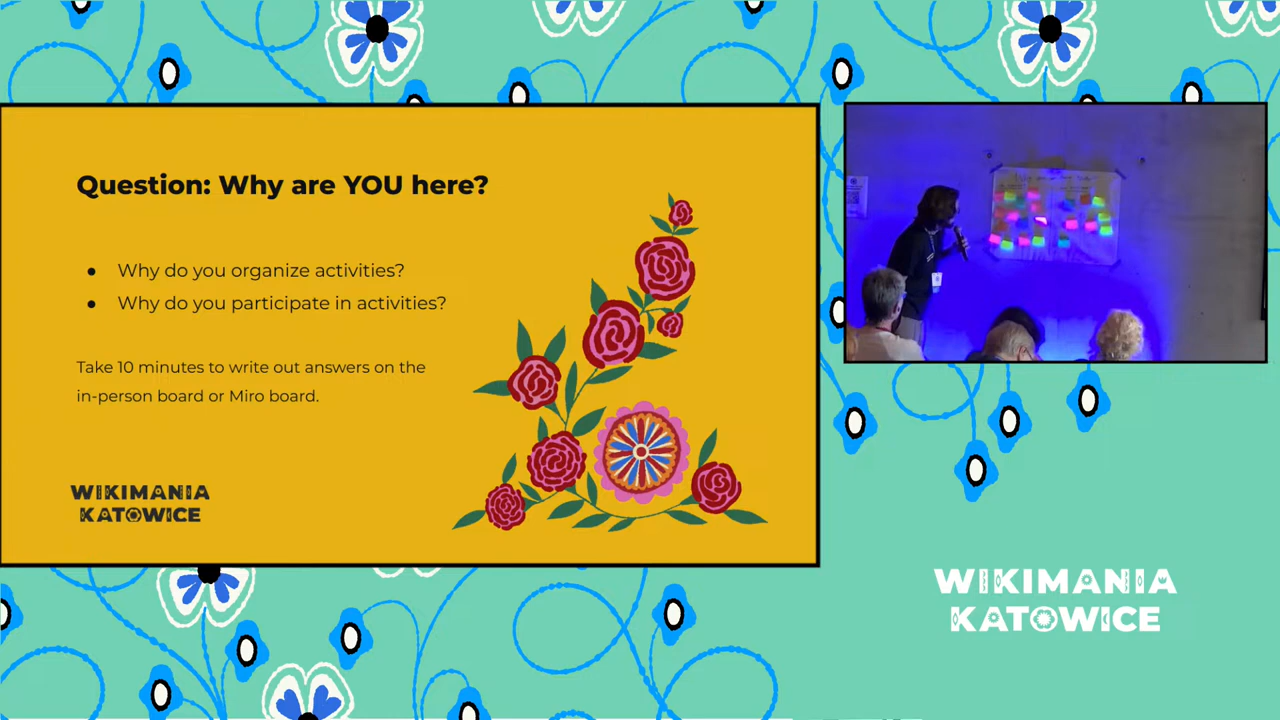 Question: Why are YOU here?
● Why do you organize activities?
● Why do you participate in activities?
Take 10 minutes to write out answers on the
in-person board or Miro board.
WIKIMANIA
KATOWICE
WIKIMANIA
KATOWICE